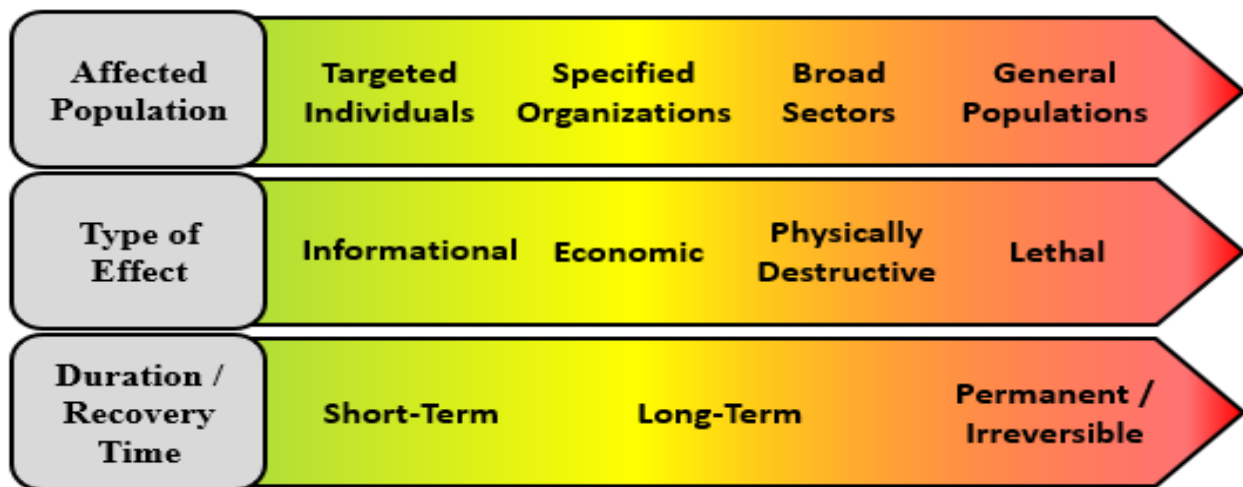 Affected
Population
Targeted
Individuals
Specified
Organizations
Broad
Sectors
General
Populations
Type of
Effect
Informational
Economic
Physically
Destructive
Lethal
Duration /
Recovery
Time
Short-Term
Long-Term
Permanent /
Irreversible